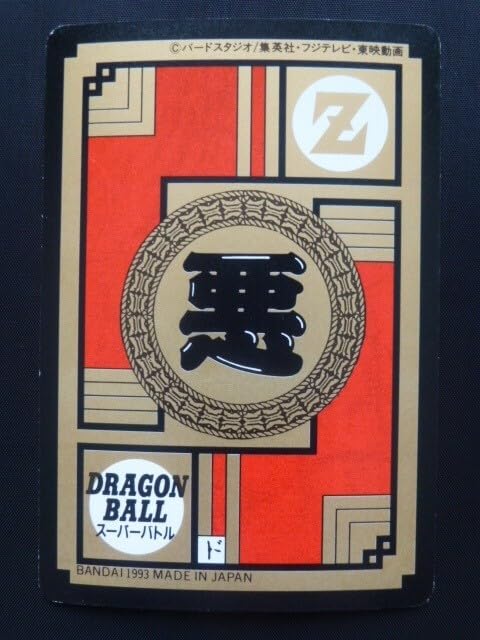 ©バードスタジオ/集英社・フジテレビ・東映動画
Z
悪
DRAGON
BALL
スーパーバトル
ド
BANDAI 1993 MADE IN JAPAN